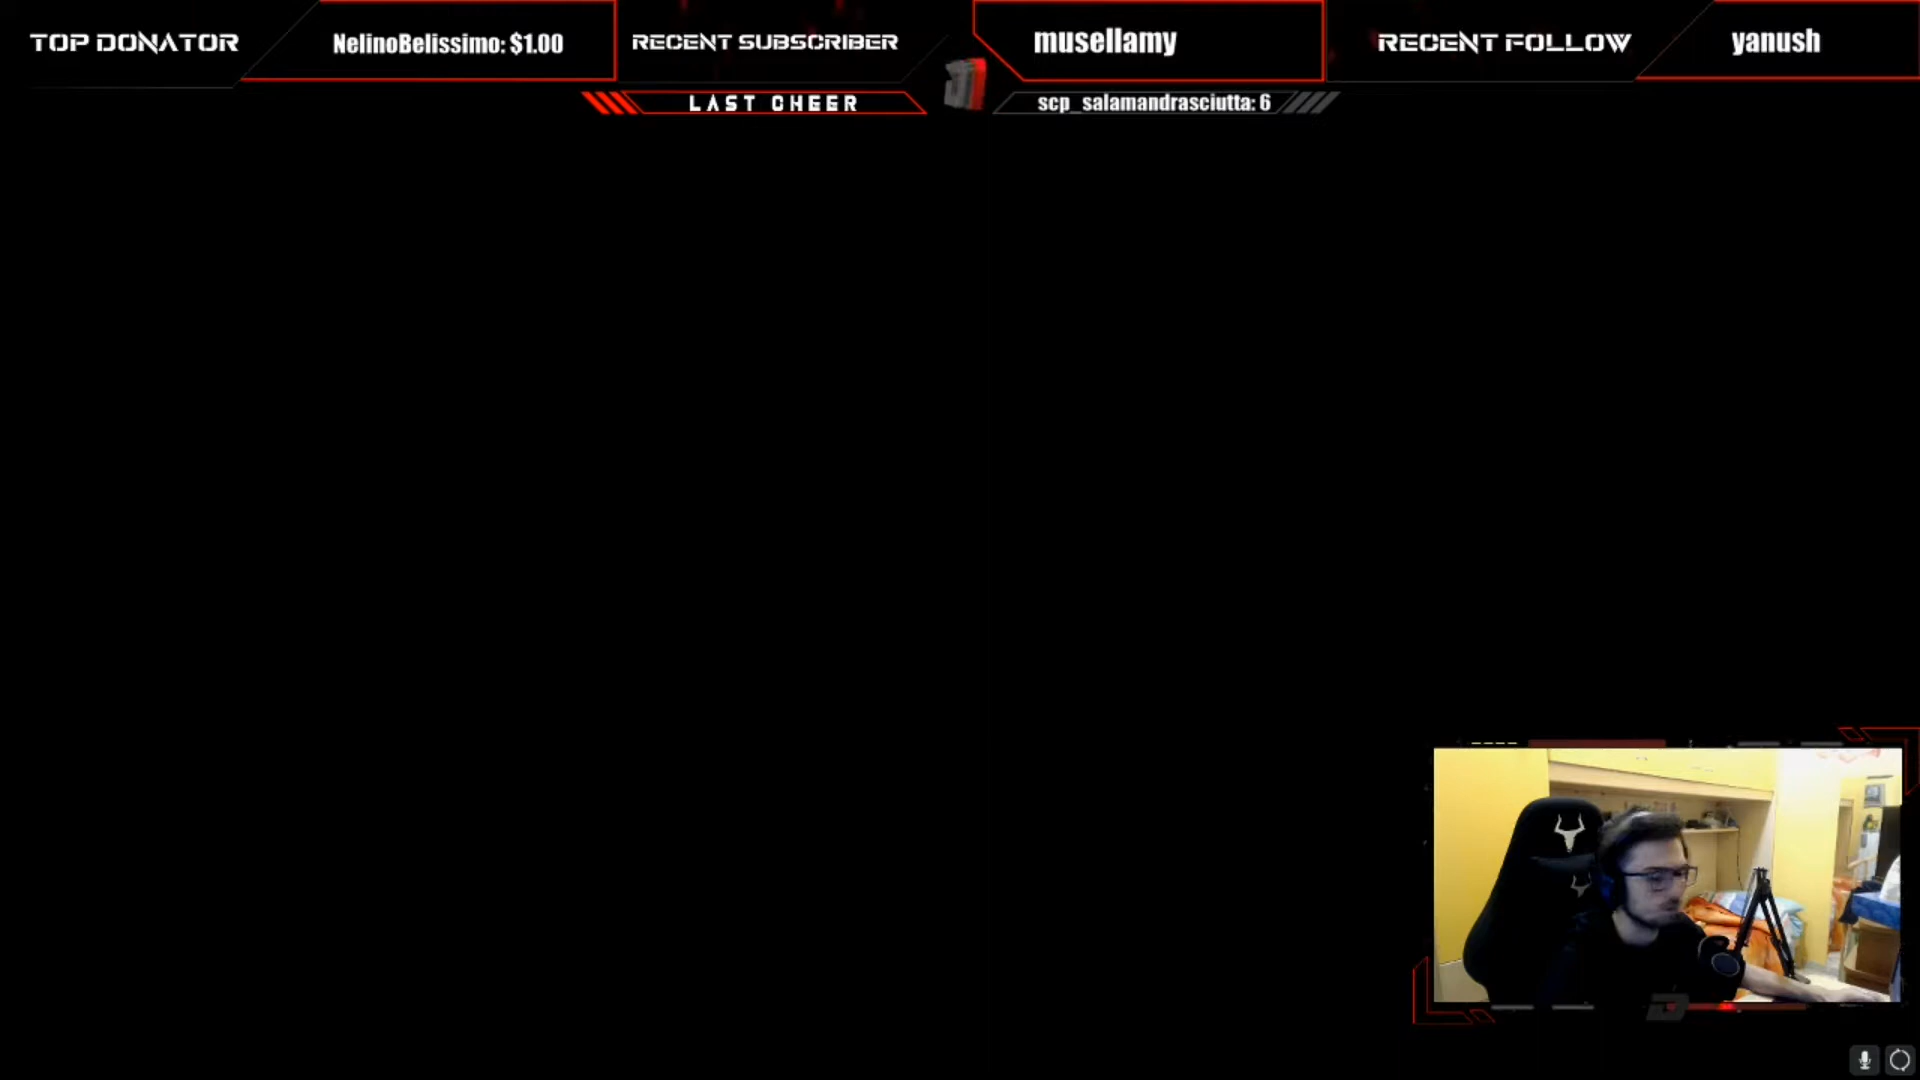 TOP DONATOR
NelinoBelissimo: $1.00
RECENT SUBSCRIBER
musellamy
RECENT FOLLOW
yanush
LAST CHEER
scp_salamandrasciutta: 6